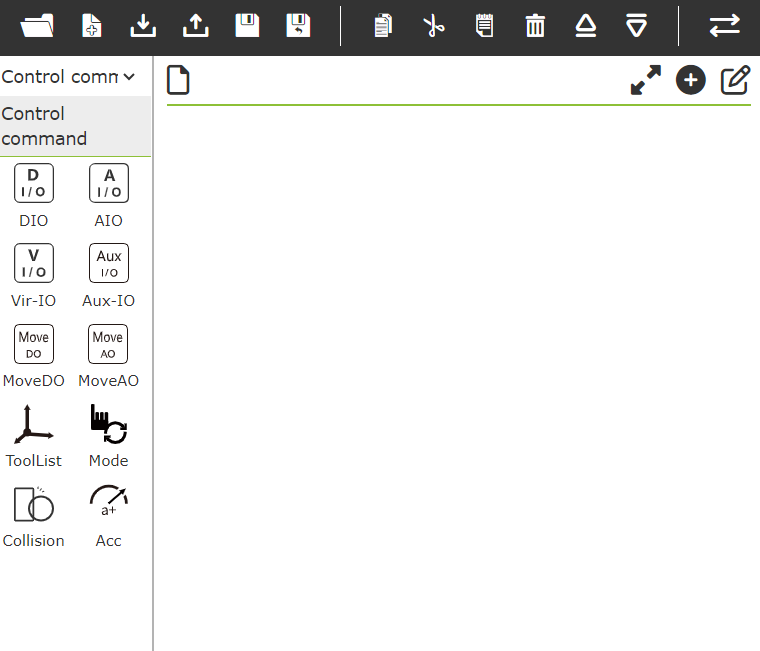 Control comm
Control
command
D
I/O
A
I/O
DIO
AIO
V
I/O
Aux
I/O
Vir-IO
Aux-IO
Move
DO
Move
AO
MoveDO
MoveAO
ToolList
Mode
a+
Collision
Acc